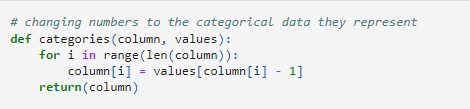 # changing numbers to the categorical data they represent
def categories(column, values):
    for i in range(len(column)):
        column[i] = values[column[i] - 1]
    return(column)